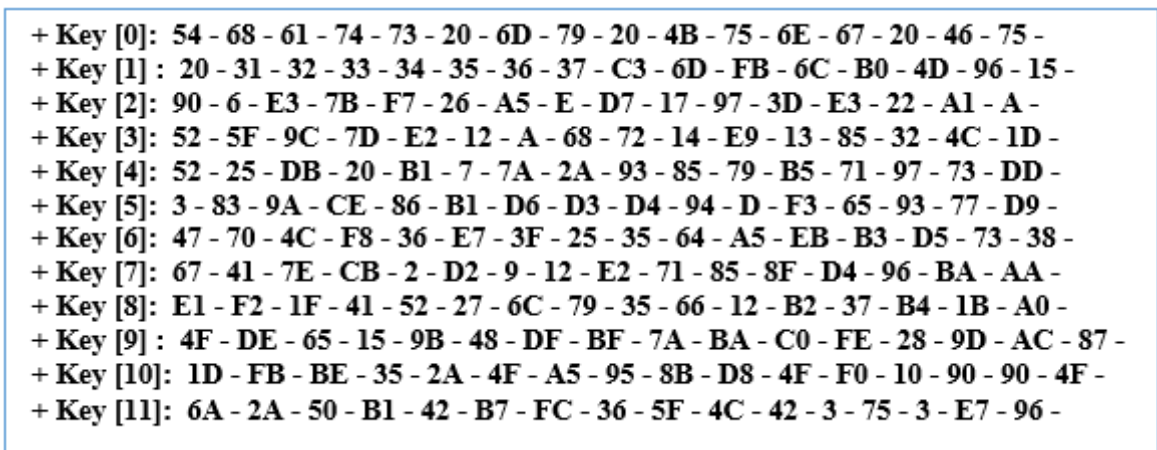 + Key [0]: 54 - 68 - 61 - 74 - 73 - 20 - 6D - 79 - 20 - 4B - 75 - 6E - 67 - 20 - 46 - 75 -
+ Key [1] : 20 - 31 - 32 - 33 - 34 - 35 - 36 - 37 - C3 - 6D - FB - 6C - B0 - 4D - 96 - 15 -
+ Key [2]: 90 - 6 - E3 - 7B - F7 - 26 - A5 - E - D7 - 17 - 97 - 3D - E3 - 22 - A1 - A -
+ Key [3]: 52 - 5F - 9C - 7D - E2 - 12 - A - 68 - 72 - 14 - E9 - 13 - 85 - 32 - 4C - 1D -
+ Key [4]: 52 - 25 - DB - 20 - B1 - 7 - 7A - 2A - 93 - 85 - 79 - B5 - 71 - 97 - 73 - DD -
+ Key [5]: 3 - 83 - 9A - CE - 86 - B1 - D6 - D3 - D4 - 94 - D - F3 - 65 - 93 - 77 - D9 -
+ Key [6]: 47 - 70 - 4C - F8 - 36 - E7 - 3F - 25 - 35 - 64 - A5 - EB - B3 - D5 - 73 - 38 -
+ Key [7]: 67 - 41 - 7E - CB - 2 - D2 - 9 - 12 - E2 - 71 - 85 - 8F - D4 - 96 - BA - AA -
+ Key [8]: E1 - F2 - 1F - 41 - 52 - 27 - 6C - 79 - 35 - 66 - 12 - B2 - 37 - B4 - 1B - A0 -
+ Key [9] : 4F - DE - 65 - 15 - 9B - 48 - DF - BF - 7A - BA - C0 - FE - 28 - 9D - AC - 87 -
+ Key [10]: 1D - FB - BE - 35 - 2A - 4F - A5 - 95 - 8B - D8 - 4F - F0 - 10 - 90 - 90 - 4F -
+ Key [11]: 6A - 2A - 50 - B1 - 42 - B7 - FC - 36 - 5F - 4C - 42 - 3 - 75 - 3 - E7 - 96 -